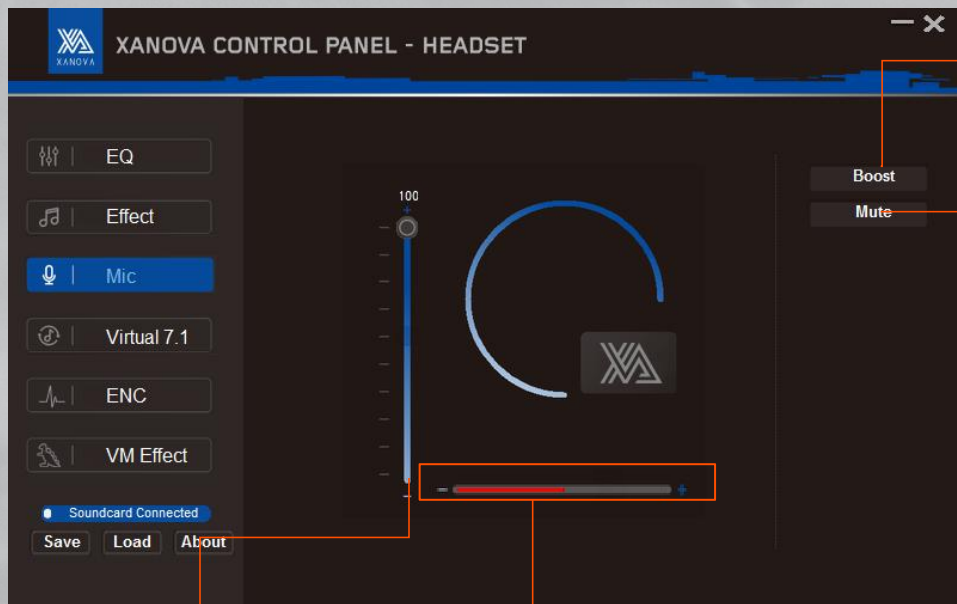 XANOVA
XANOVA CONTROL PANEL - HEADSET
EQ
Effect
Mic
Virtual 7.1
ENC
VM Effect
Soundcard Connected
Save Load About
100
Boost
Mute